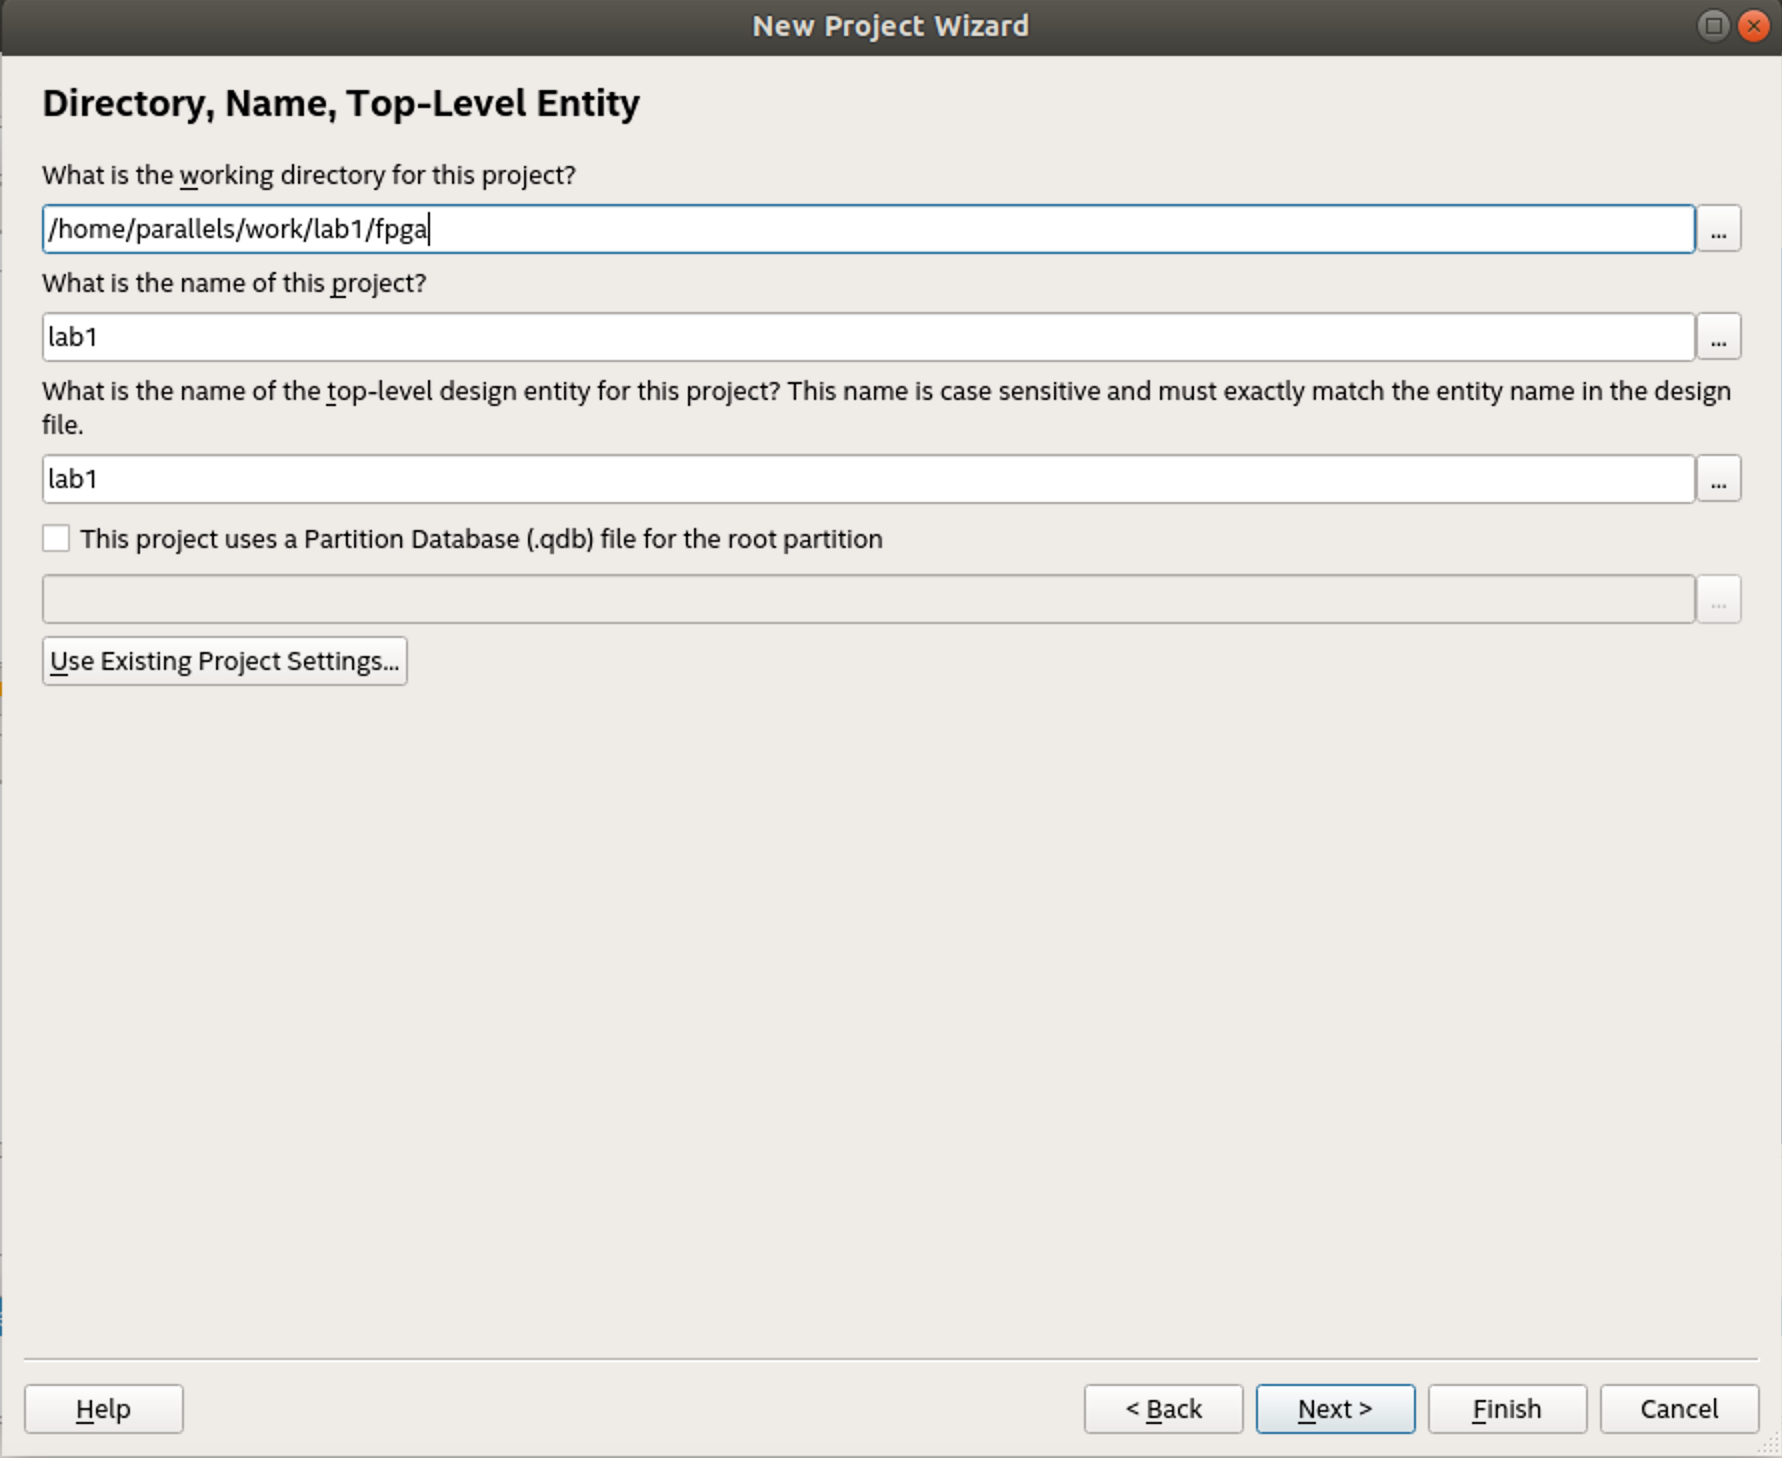 New Project Wizard
Directory, Name, Top-Level Entity
What is the working directory for this project?
/home/parallels/work/lab1/fpga
...
What is the name of this project?
lab1
...
What is the name of the top-level design entity for this project? This name is case sensitive and must exactly match the entity name in the design
file.
lab1
...
This project uses a Partition Database (.qdb) file for the root partition
...
Use Existing Project Settings...
Help
< Back
Next >
Finish
Cancel